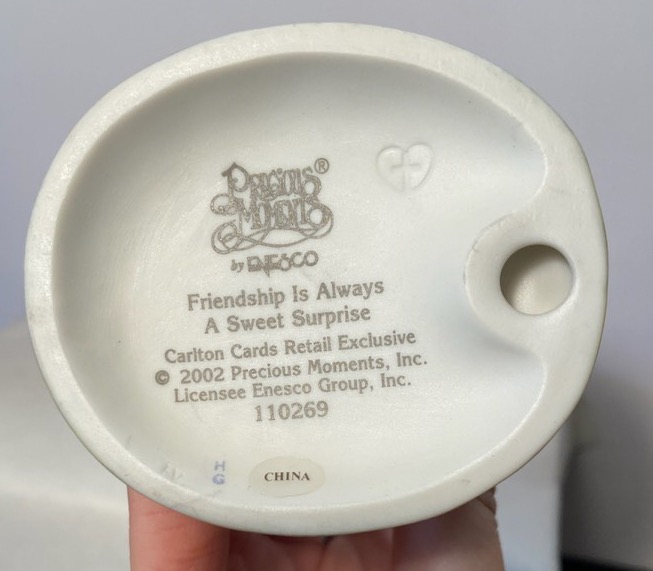 Precious
Moments®
by ENESCO
Friendship Is Always
A Sweet Surprise
Carlton Cards Retail Exclusive
© 2002 Precious Moments, Inc.
Licensee Enesco Group, Inc.
110269
H
G
CHINA